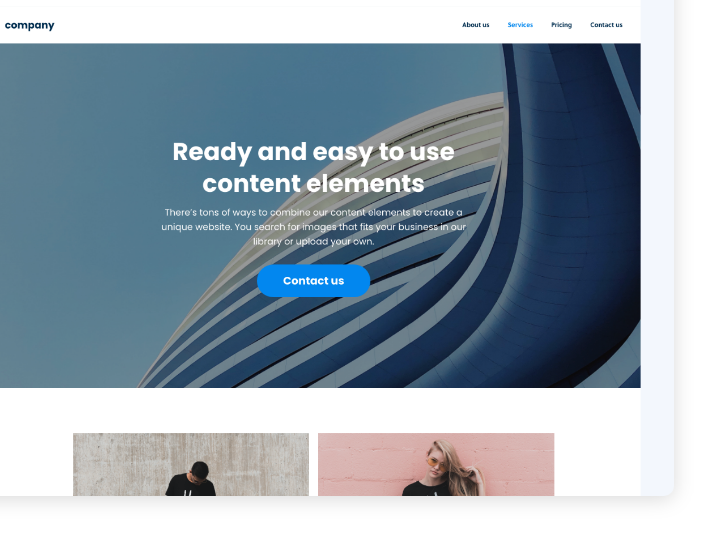 company
About us
Services
Pricing
Contact us
Ready and easy to use
content elements
There's tons of ways to combine our content elements to create a
unique website. You search for images that fits your business in our
library or upload your own.
Contact us